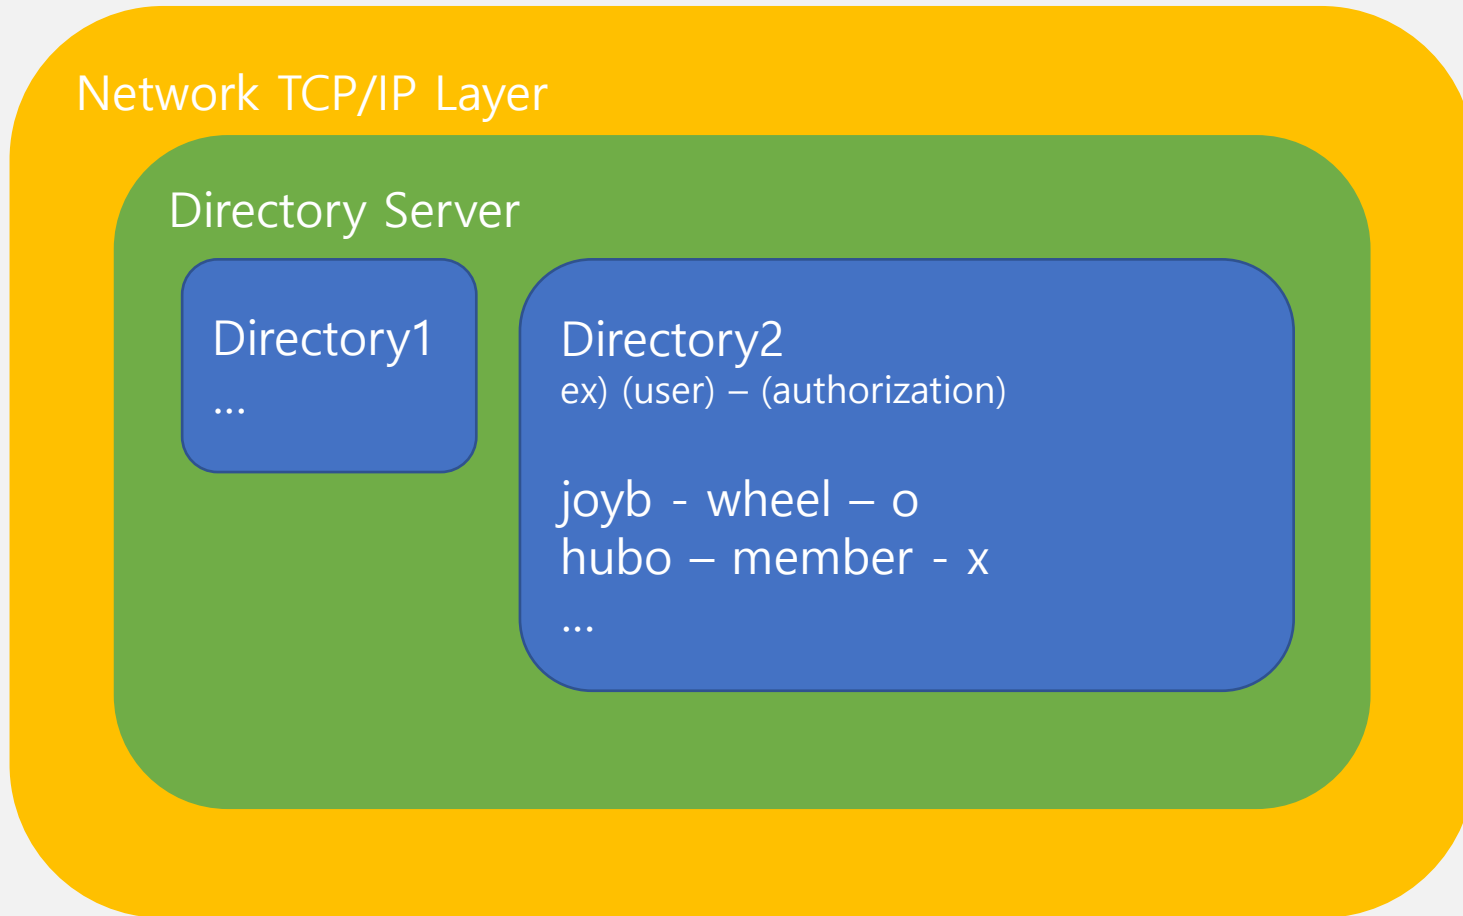 Network TCP/IP Layer
Directory Server
Directory1
...
Directory2
ex) (user) – (authorization)
joyb - wheel – o
hubo – member - x
...